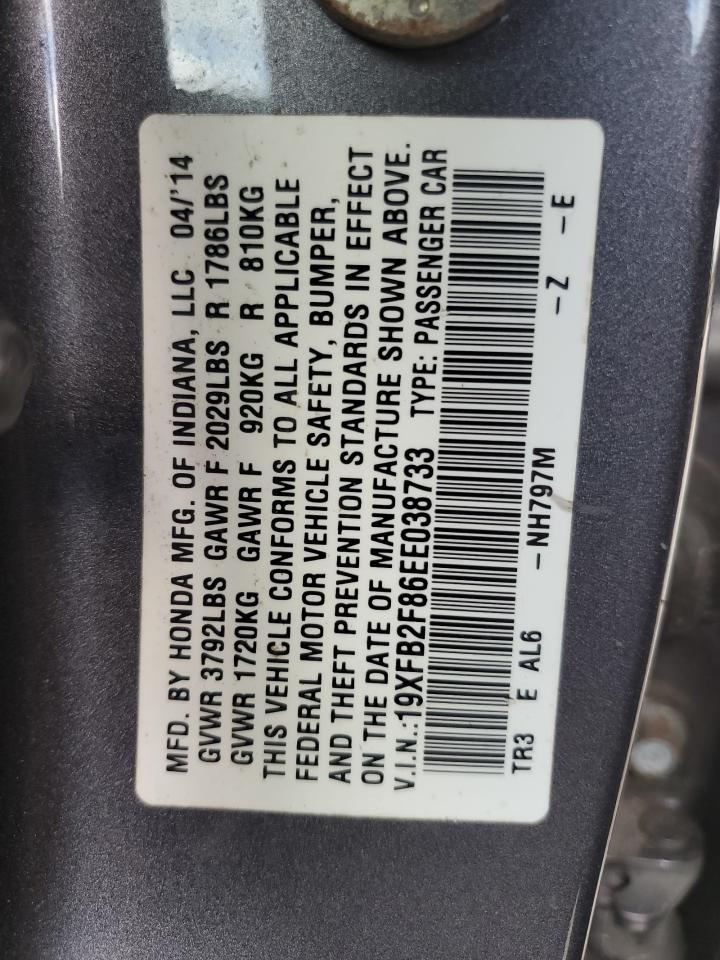 MFD. BY HONDA MFG. OF INDIANA, LLC 04/'14
GVWR 3792LBS GAWR F 2029LBS R 1786LBS
GVWR 1720KG GAWR F 920KG R 810KG
THIS VEHICLE CONFORMS TO ALL APPLICABLE
FEDERAL MOTOR VEHICLE SAFETY, BUMPER,
AND THEFT PREVENTION STANDARDS IN EFFECT
ON THE DATE OF MANUFACTURE SHOWN ABOVE.
V.I.N.:19XFB2F86EE038733 TYPE: PASSENGER CAR
TR3 E AL6 -NH797M -Z -E